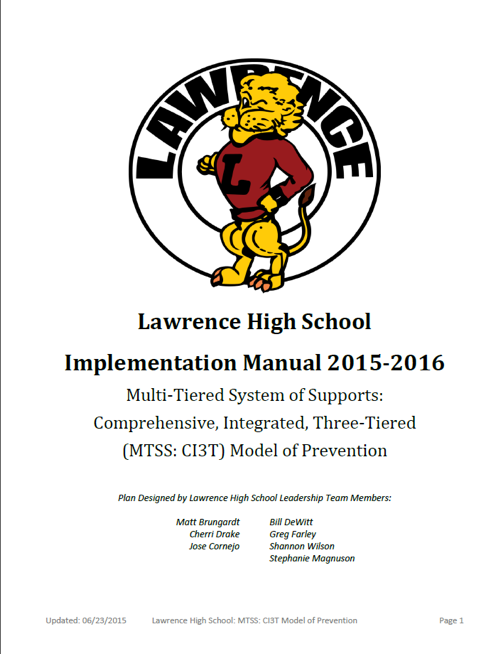 LAWRENCE
L
Lawrence High School
Implementation Manual 2015-2016
Multi-Tiered System of Supports:
Comprehensive, Integrated, Three-Tiered
(MTSS: CI3T) Model of Prevention
Plan Designed by Lawrence High School Leadership Team Members:
Matt Brungardt Bill DeWitt
Cherri Drake Greg Farley
Jose Cornejo Shannon Wilson
Stephanie Magnuson
Updated: 06/23/2015 Lawrence High School: MTSS: CI3T Model of Prevention Page 1